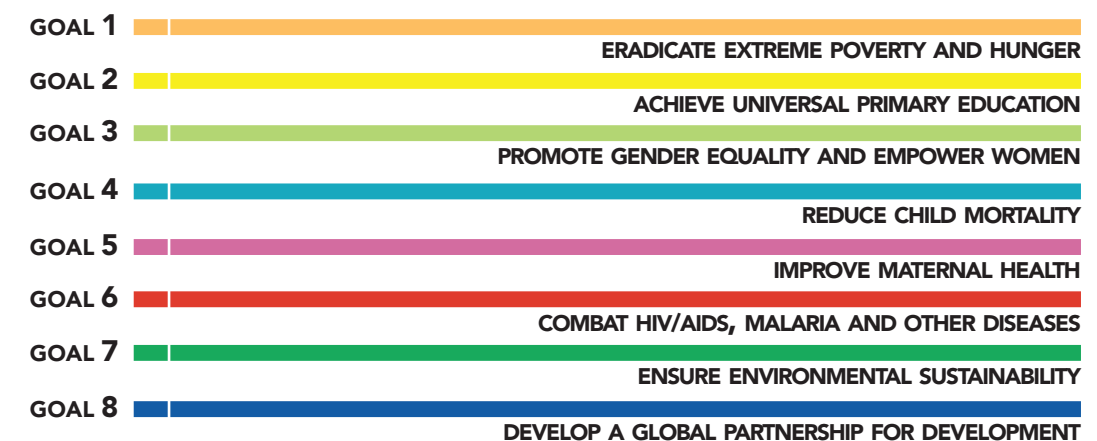 GOAL 1
ERADICATE EXTREME POVERTY AND HUNGER
GOAL 2
ACHIEVE UNIVERSAL PRIMARY EDUCATION
GOAL 3
PROMOTE GENDER EQUALITY AND EMPOWER WOMEN
GOAL 4
REDUCE CHILD MORTALITY
GOAL 5
IMPROVE MATERNAL HEALTH
GOAL 6
COMBAT HIV/AIDS, MALARIA AND OTHER DISEASES
GOAL 7
ENSURE ENVIRONMENTAL SUSTAINABILITY
GOAL 8
DEVELOP A GLOBAL PARTNERSHIP FOR DEVELOPMENT